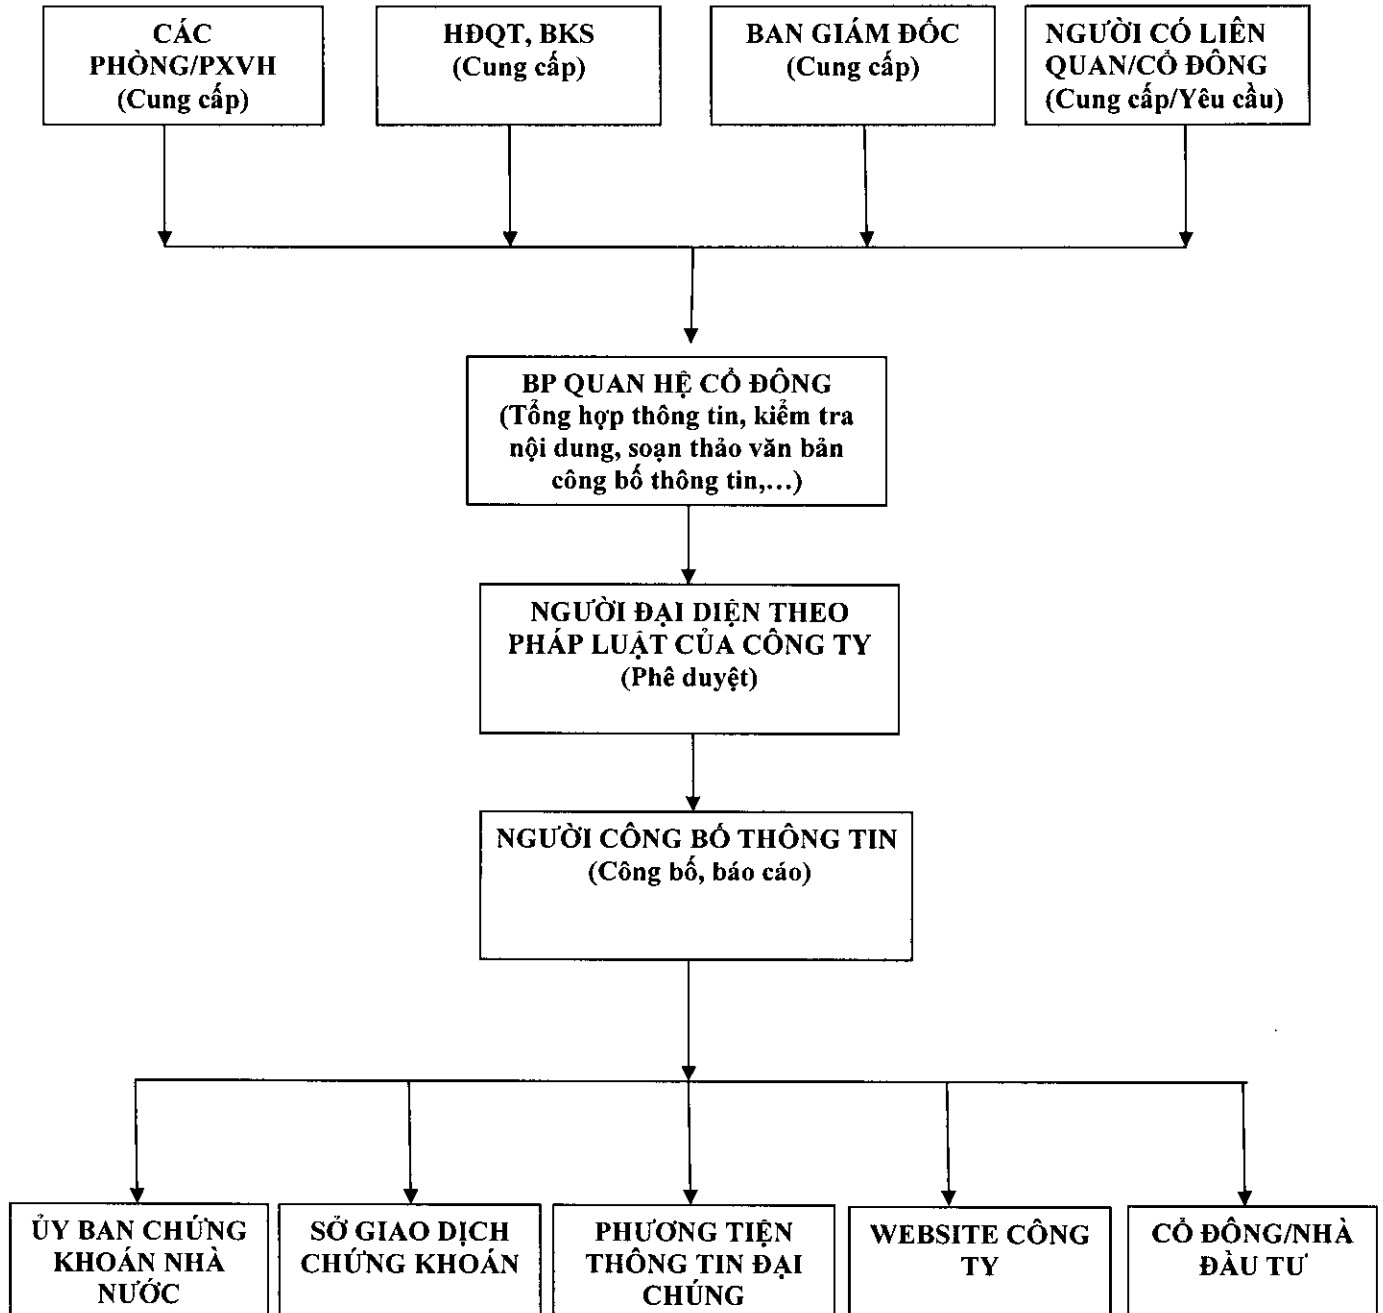 CÁC
PHÒNG/PXVH
(Cung cấp)
HĐQT, BKS
(Cung cấp)
BAN GIÁM ĐỐC
(Cung cấp)
NGƯỜI CÓ LIÊN
QUAN/CỔ ĐÔNG
(Cung cấp/Yêu cầu)
BP QUAN HỆ CỔ ĐÔNG
(Tổng hợp thông tin, kiểm tra
nội dung, soạn thảo văn bản
công bố thông tin,...)
NGƯỜI ĐẠI DIỆN THEO
PHÁP LUẬT CỦA CÔNG TY
(Phê duyệt)
NGƯỜI CÔNG BỐ THÔNG TIN
(Công bố, báo cáo)
ỦY BAN CHỨNG
KHOÁN NHÀ
NƯỚC
SỞ GIAO DỊCH
CHỨNG KHOÁN
PHƯƠNG TIỆN
THÔNG TIN ĐẠI
CHÚNG
WEBSITE CÔNG
TY
CỔ ĐÔNG/NHÀ
ĐẦU TƯ